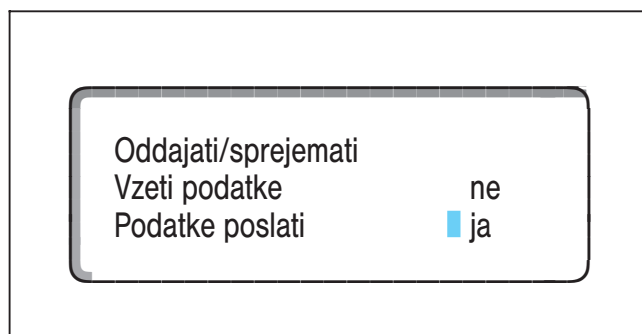 Oddajati/sprejemati
Vzeti podatke ne
Podatke poslati ja